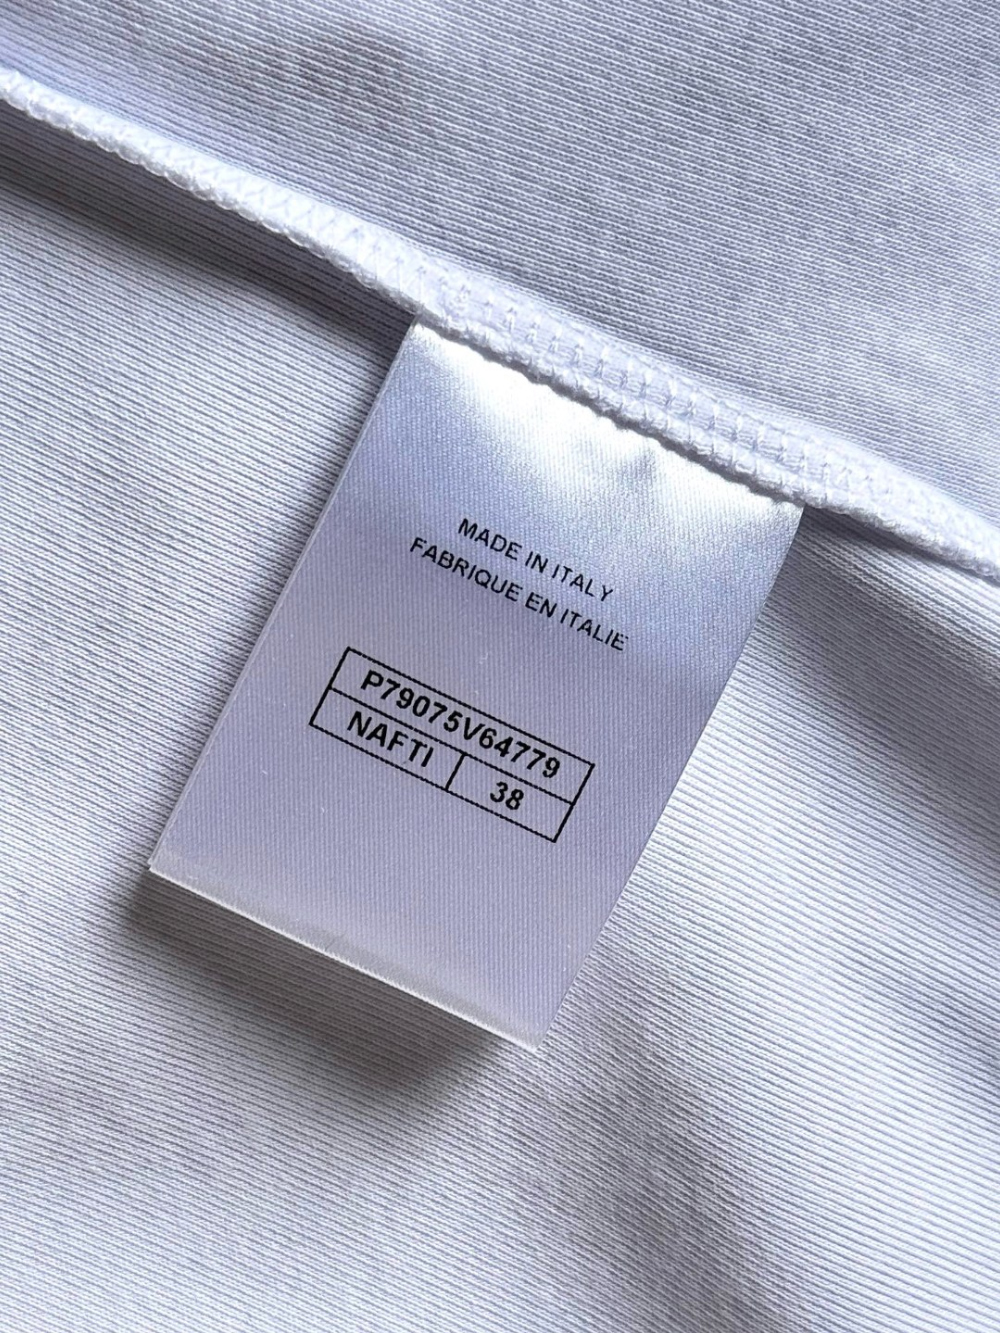 MADE IN ITALY
FABRIQUE EN ITALIE
P79075V64779
NAFTI 38